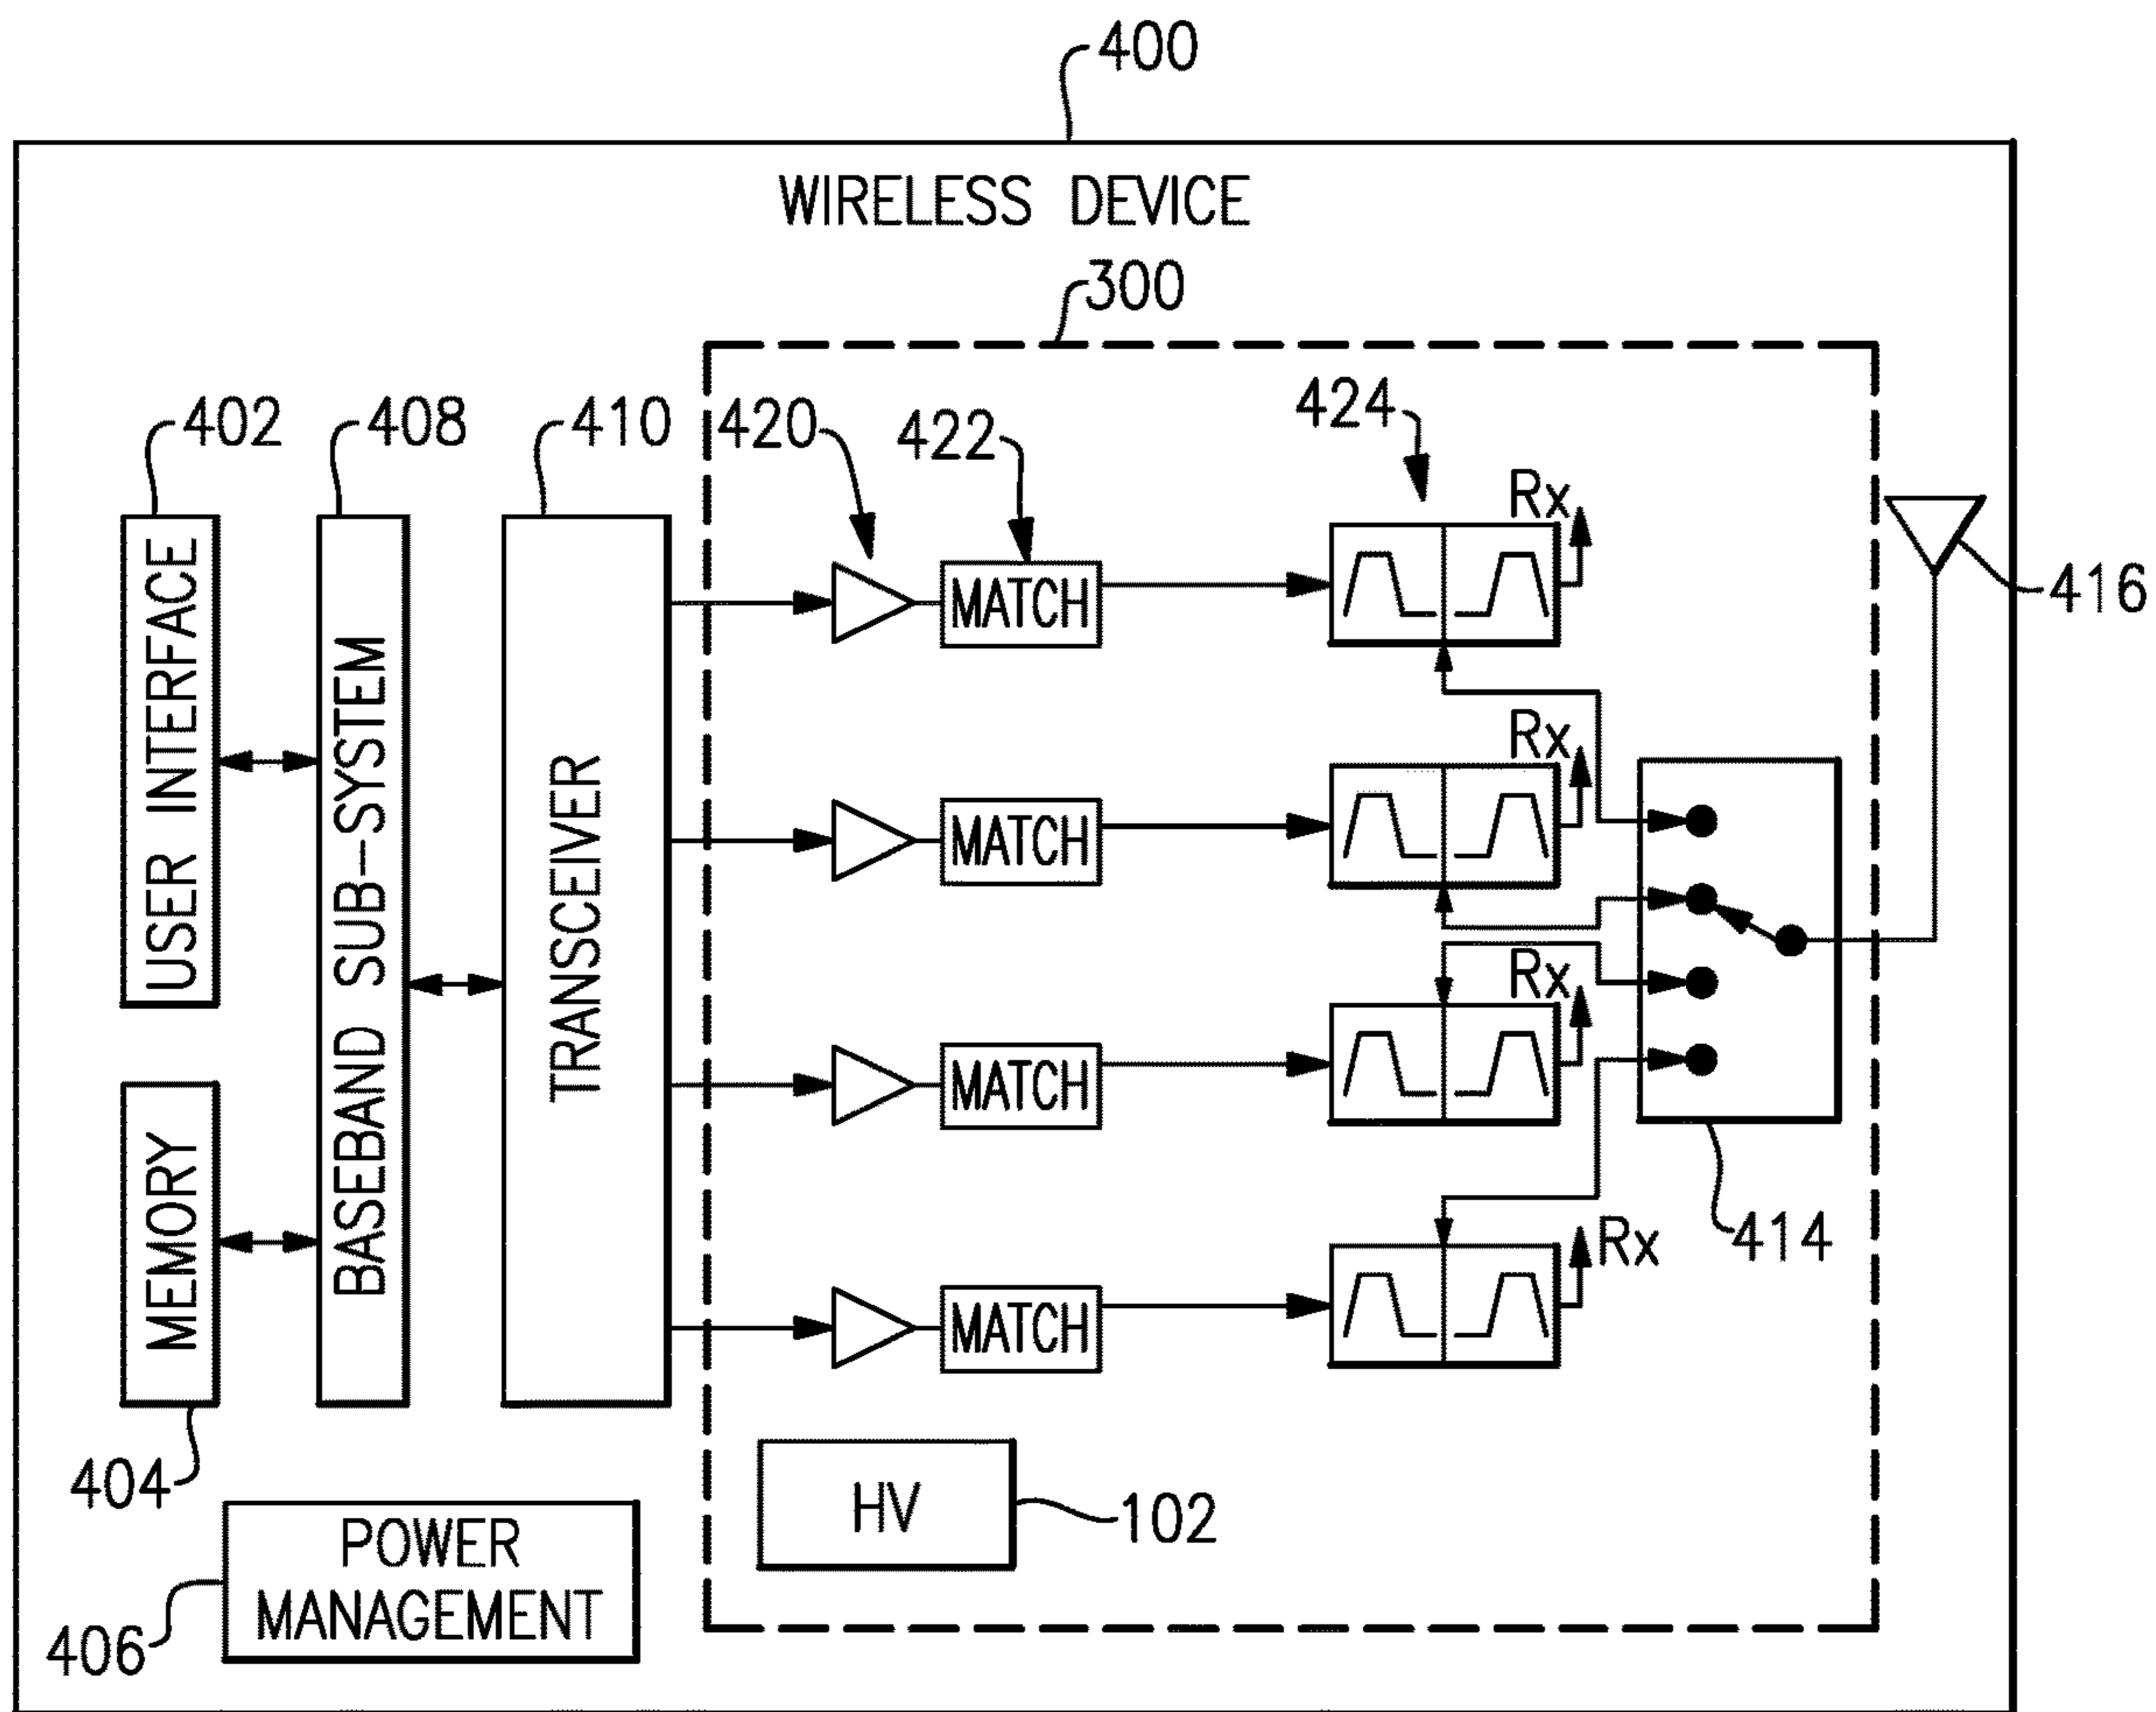 400
WIRELESS DEVICE
300
402
408
410
420
422
424
Rx
416
USER INTERFACE
BASEBAND SUB-SYSTEM
TRANSCEIVER
MATCH
Rx
MATCH
Rx
MATCH
MEMORY
414
Rx
MATCH
404
HV
102
POWER
MANAGEMENT
406